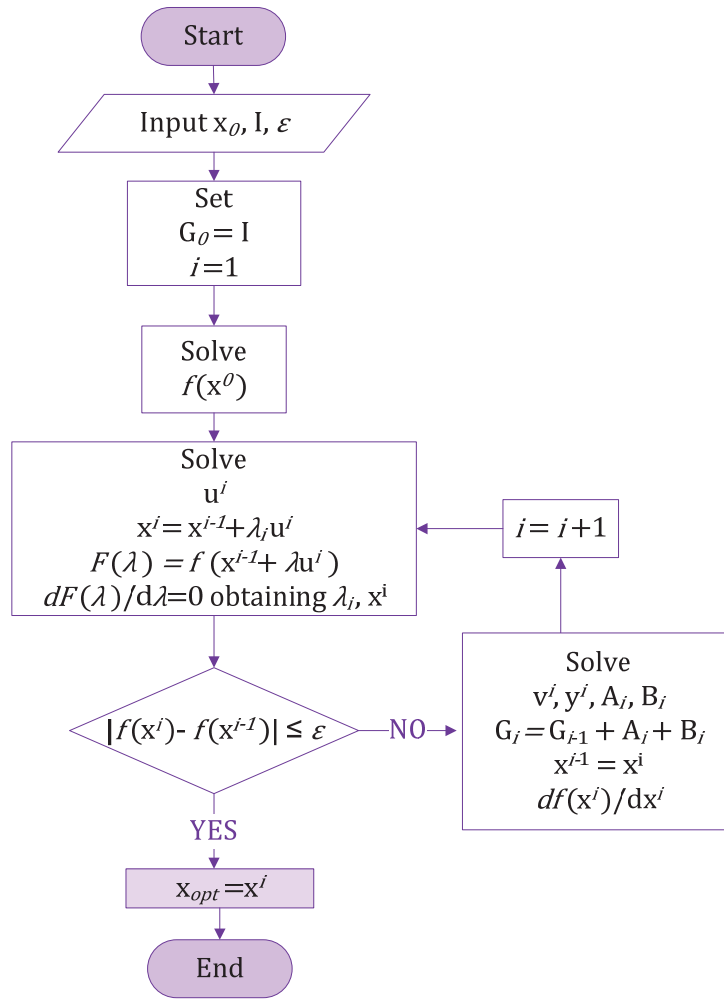 Start
Input x₀, I, ε
Set
G₀= I
i=1
Solve
f(x⁰)
Solve
uⁱ
xⁱ= xⁱ⁻¹+λᵢuⁱ
F(λ) = f (xⁱ⁻¹+ λuⁱ)
dF(λ)/dλ=0 obtaining λᵢ, xⁱ
i= i+1
|f(xⁱ)- f(xⁱ⁻¹)| ≤ ε
NO
Solve
vⁱ, yⁱ, Aᵢ, Bᵢ
Gᵢ=Gᵢ₋₁ + Aᵢ + Bᵢ
xⁱ⁻¹ = xⁱ
df(xⁱ)/dxⁱ
YES
xₒₚₜ=xⁱ
End